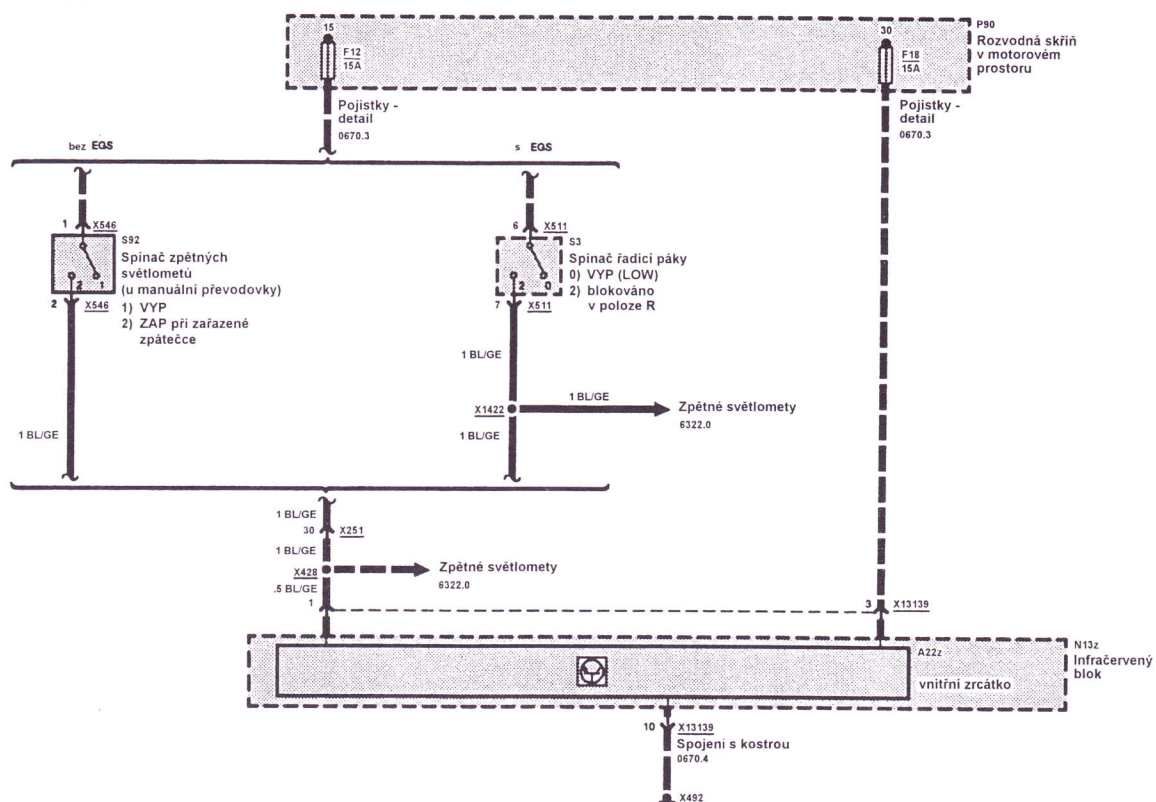 15
30
P90
Rozvodná skříň
v motorovém
prostoru
F12
15A
F18
15A
Pojistky -
detail
0670.3
Pojistky -
detail
0670.3
bez EGS
s EGS
1
X546
S92
Spínač zpětných
světlometů
(u manuální převodovky)
1) VYP
2) ZAP při zařazené
zpátečce
2
1
2
X546
6
X511
S3
Spínač řadicí páky
0) VYP (LOW)
2) blokováno
v poloze R
2
0
7
X511
1 BL/GE
X1422
1 BL/GE
Zpětné světlomety
6322.0
1 BL/GE
1 BL/GE
1 BL/GE
30
X251
1 BL/GE
X428
Zpětné světlomety
6322.0
.5 BL/GE
1
3
X13139
N13z
Infračervený
blok
A22z
vnitřní zrcátko
10
X13139
Spojení s kostrou
0670.4
X492